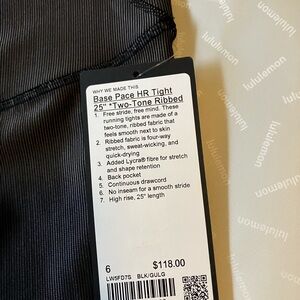 WHY WE MADE THIS
Base Pace HR Tight
25" *Two-Tone Ribbed
1. Free stride, free mind. These
running tights are made of a
two-tone, ribbed fabric that
feels smooth next to skin
2. Ribbed fabric is four-way
stretch, sweat-wicking, and
quick-drying.
3. Added Lycra® fibre for stretch
and shape retention
4. Back pocket
5. Continuous drawcord
6. No inseam for a smooth stride
7. High rise, 25" length
6 $118.00
LW5FD7S BLK/GULG
lululemon
lululemon
lululemon
lululemon
lululemon